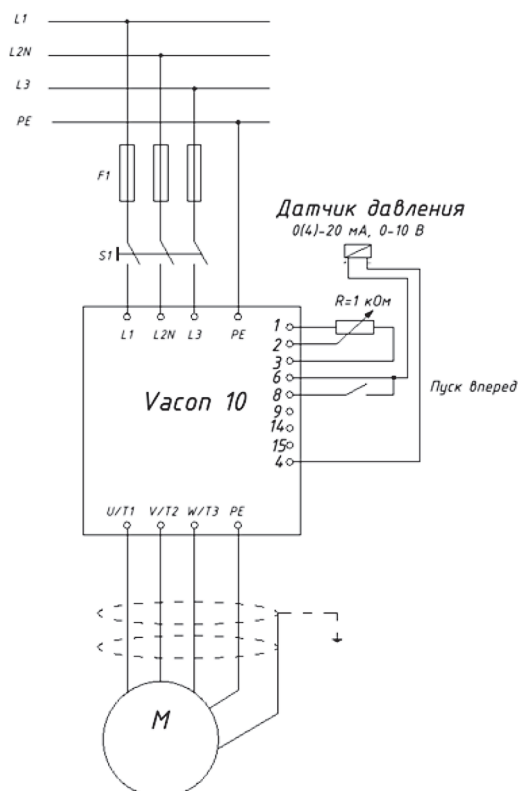 L1
L2N
L3
PE
F1
S1
Датчик давления
0(4)-20 мА, 0-10 В
R=1 кОм
L1 L2N L3 PE
1
2
3
6
8
9
14
15
4
Пуск вперед
Vacon 10
U/T1 V/T2 W/T3 PE
M